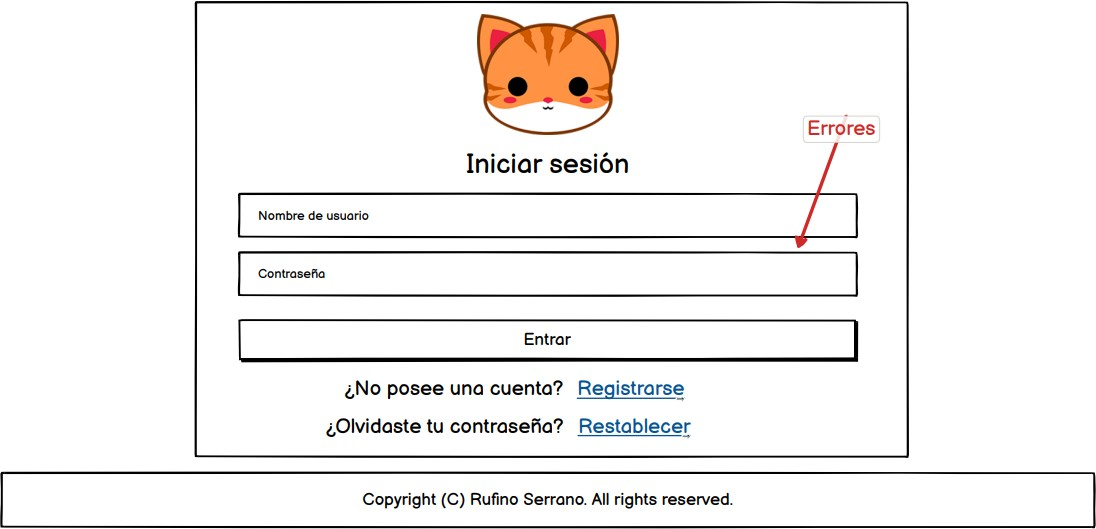 Errores
Iniciar sesión
Nombre de usuario
Contraseña
Entrar
¿No posee una cuenta? Registrarse
¿Olvidaste tu contraseña? Restablecer
Copyright (C) Rufino Serrano. All rights reserved.